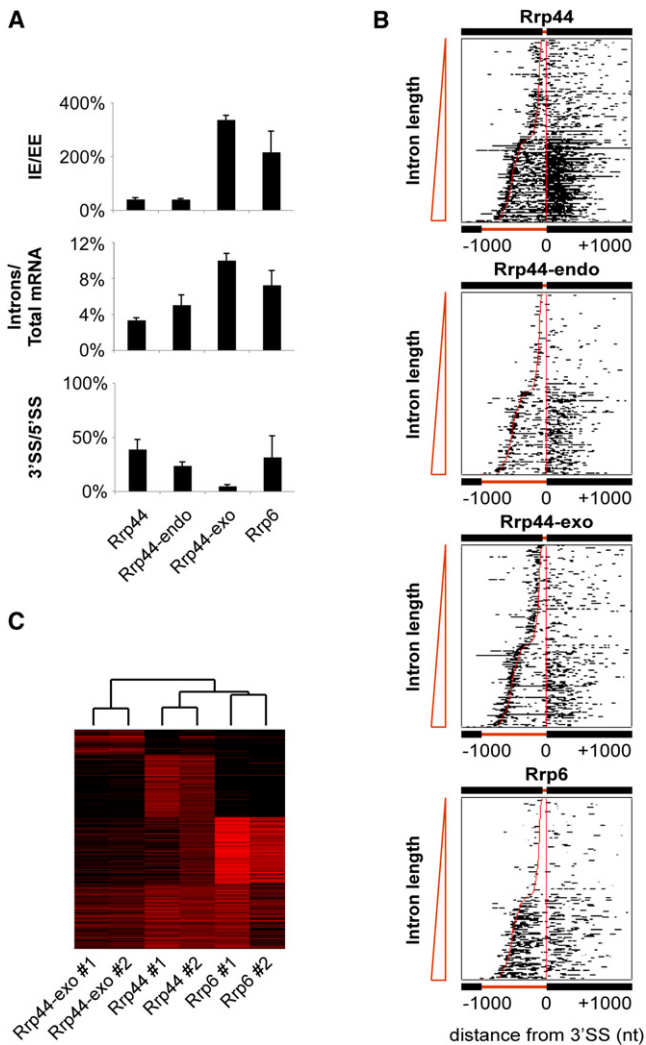 A
IE/EE
400%
200%
0%
Introns/
Total mRNA
12%
8%
4%
0%
3'SS/5'SS
100%
50%
0%
Rrp44
Rrp44-endo
Rrp44-exo
Rrp6
B
Rrp44
Intron length
-1000 0 +1000
Rrp44-endo
Intron length
-1000 0 +1000
Rrp44-exo
Intron length
-1000 0 +1000
Rrp6
Intron length
-1000 0 +1000
distance from 3'SS (nt)
C
Rrp44-exo #1
Rrp44-exo #2
Rrp44 #1
Rrp44 #2
Rrp6 #1
Rrp6 #2